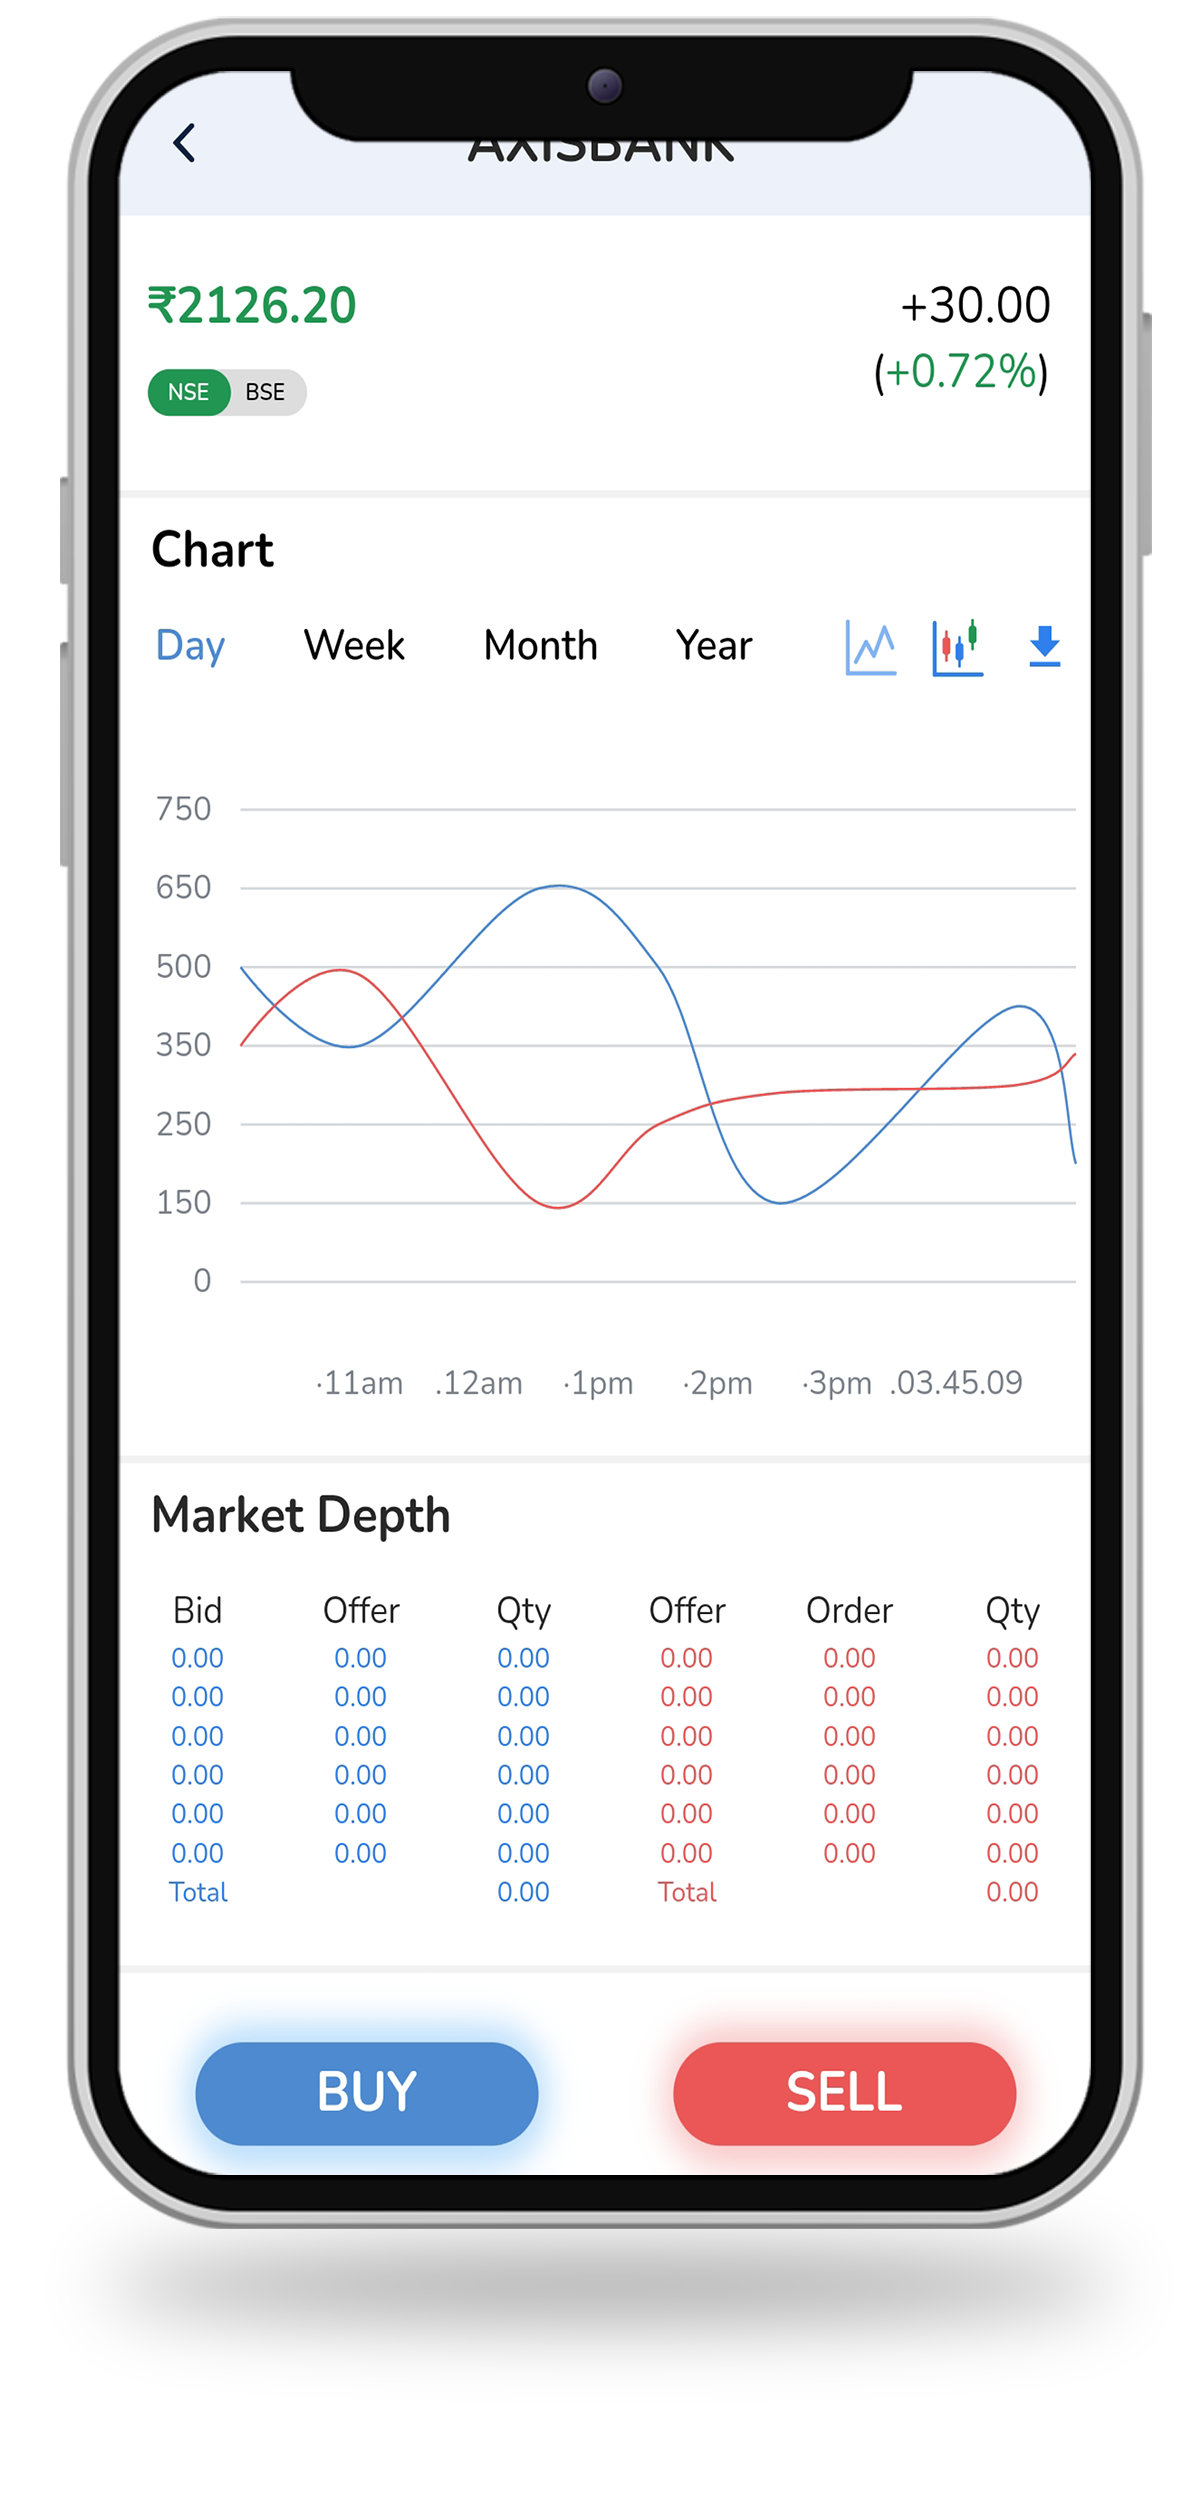 AXISBANK
₹2126.20 +30.00
(+0.72%)
NSE BSE
Chart
Day Week Month Year
750
650
500
350
250
150
0
·11am .12am ·1pm ·2pm ·3pm .03.45.09
Market Depth
Bid Offer Qty Offer Order Qty
0.00 0.00 0.00 0.00 0.00 0.00
0.00 0.00 0.00 0.00 0.00 0.00
0.00 0.00 0.00 0.00 0.00 0.00
0.00 0.00 0.00 0.00 0.00 0.00
0.00 0.00 0.00 0.00 0.00 0.00
0.00 0.00 0.00 0.00 0.00 0.00
Total 0.00 Total 0.00
BUY SELL